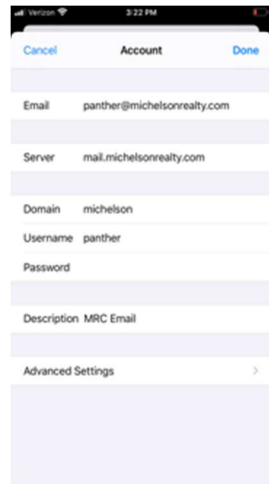 Verizon 3:22 PM
Cancel Account Done
Email panther@michelsonrealty.com
Server mail.michelsonrealty.com
Domain michelson
Username panther
Password
Description MRC Email
Advanced Settings